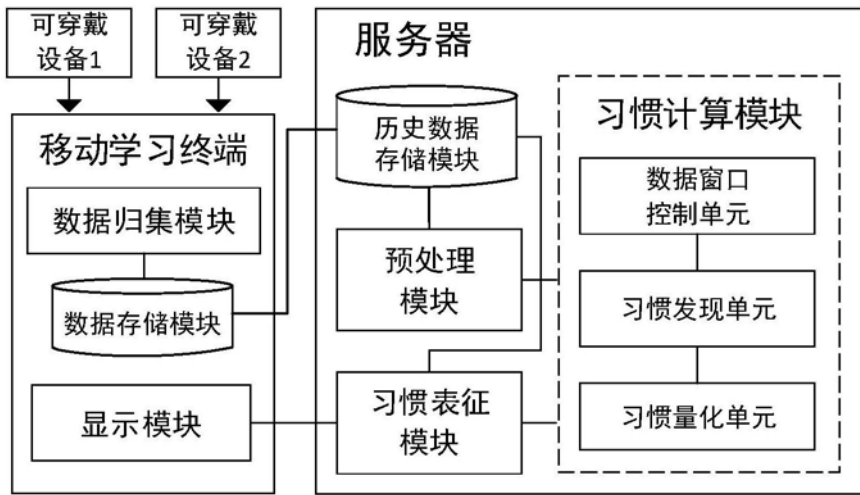 可穿戴
设备1
可穿戴
设备2
移动学习终端
数据归集模块
数据存储模块
显示模块
服务器
历史数据
存储模块
预处理
模块
习惯表征
模块
习惯计算模块
数据窗口
控制单元
习惯发现单元
习惯量化单元